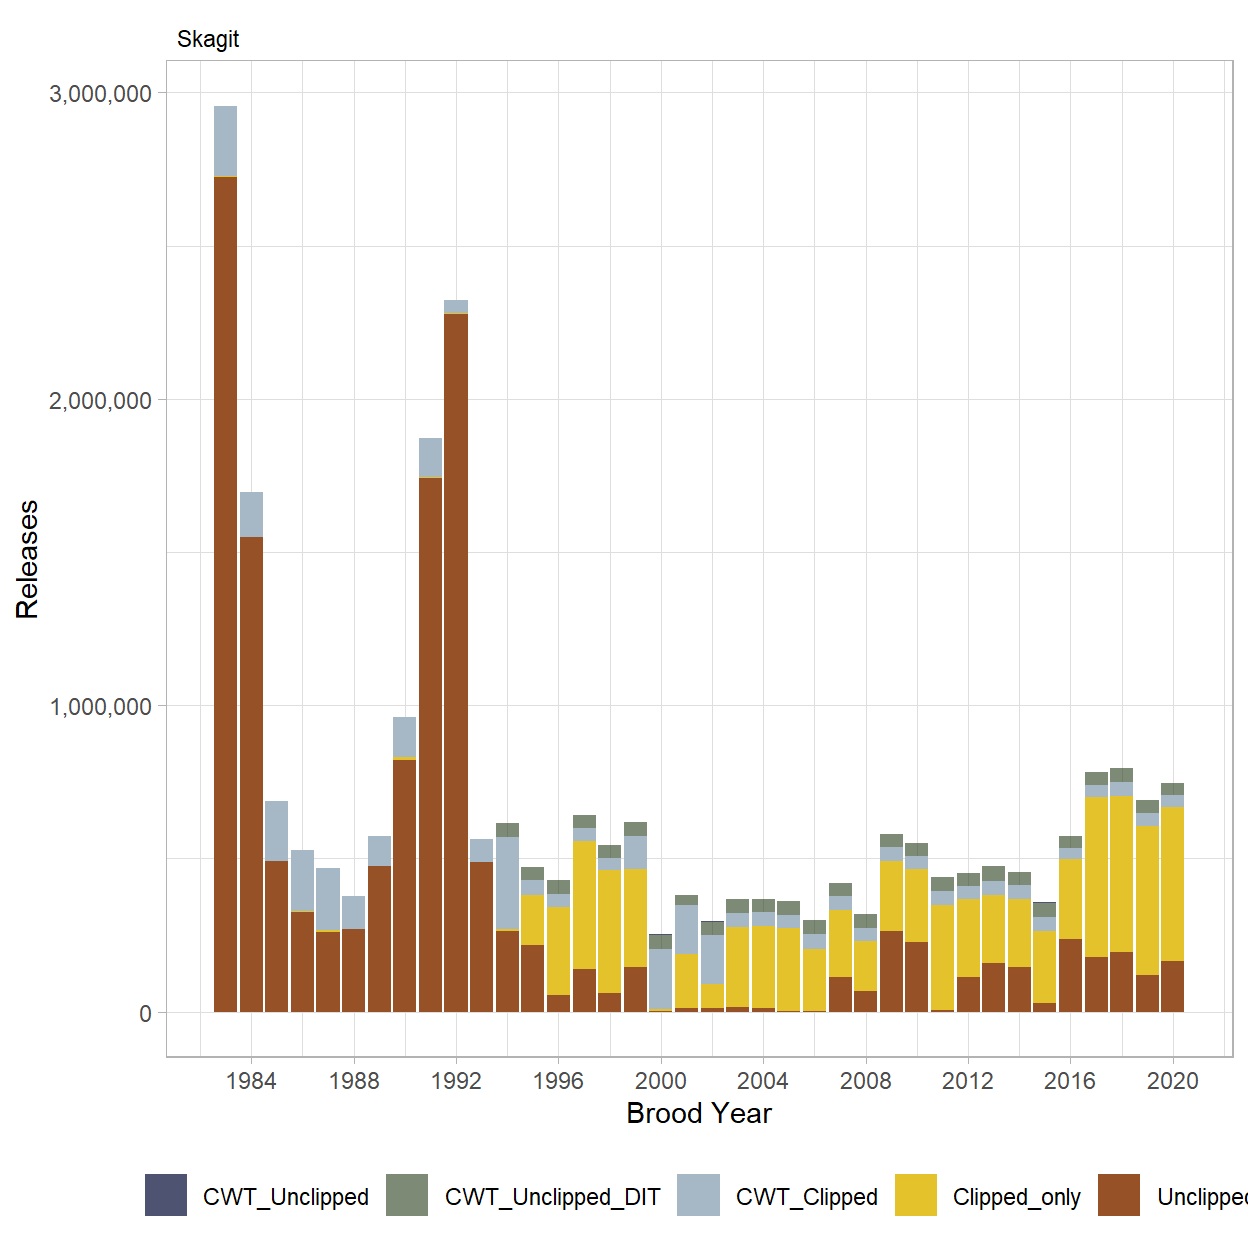 Skagit
3,000,000
2,000,000
1,000,000
0
Releases
1984 1988 1992 1996 2000 2004 2008 2012 2016 2020
Brood Year
CWT_Unclipped CWT_Unclipped_DIT CWT_Clipped Clipped_only Unclipped